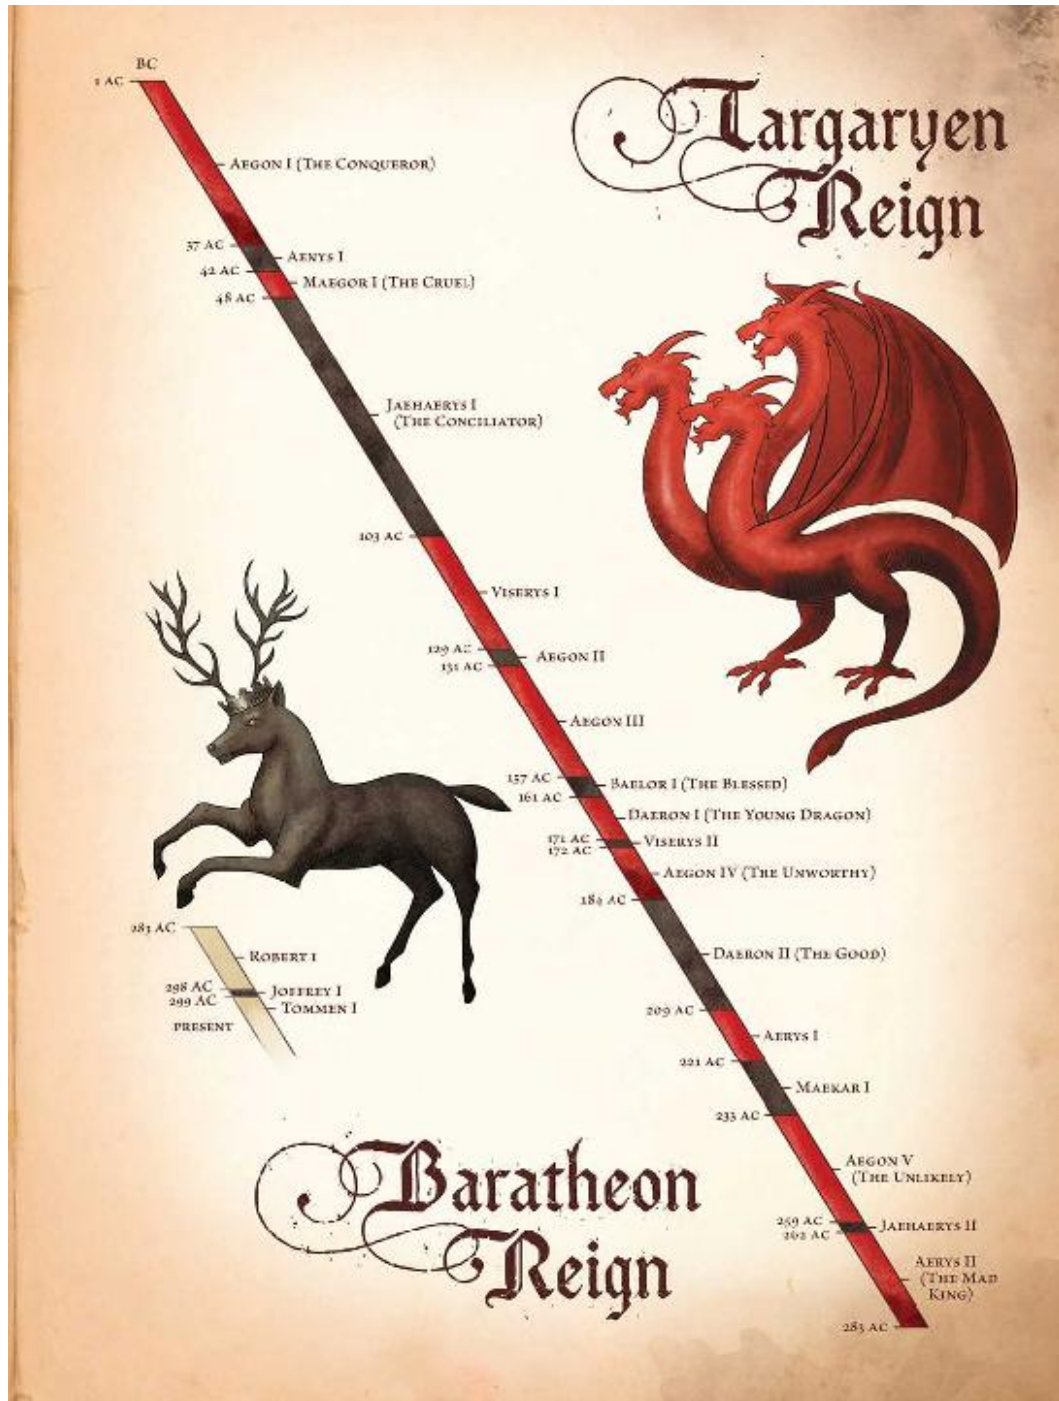 Targaryen
Reign
BC
1 AC
AEGON I (THE CONQUEROR)
37 AC
AENYS I
42 AC
MAEGOR I (THE CRUEL)
48 AC
JAEHAERYS I
(THE CONCILIATOR)
103 AC
VISERYS I
129 AC
AEGON II
131 AC
AEGON III
157 AC
BAELOR I (THE BLESSED)
161 AC
DAERON I (THE YOUNG DRAGON)
171 AC
VISERYS II
172 AC
AEGON IV (THE UNWORTHY)
184 AC
DAERON II (THE GOOD)
209 AC
AERYS I
221 AC
MAEKAR I
233 AC
AEGON V
(THE UNLIKELY)
259 AC
JAEHAERYS II
262 AC
AERYS II
(THE MAD
KING)
283 AC
283 AC
ROBERT I
298 AC
JOFFREY I
299 AC
TOMMEN I
PRESENT
Baratheon
Reign